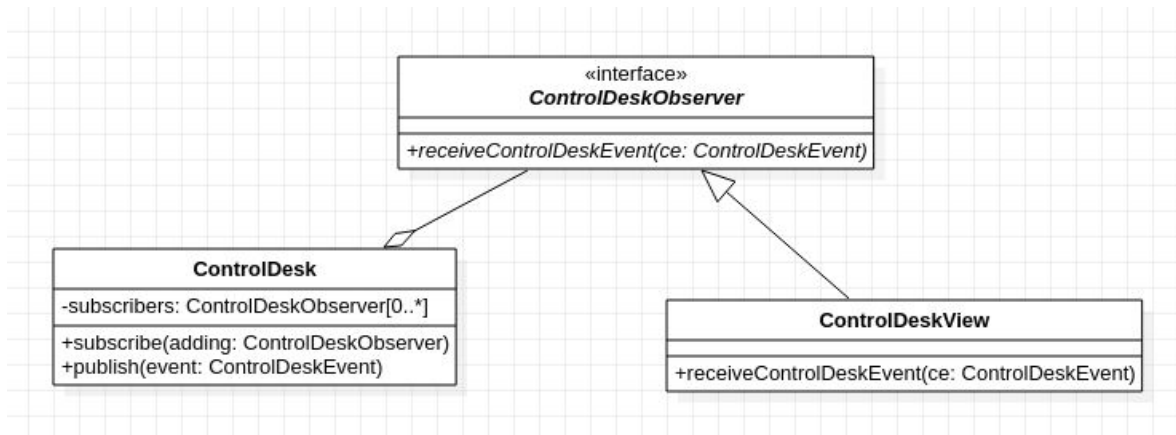 «interface»
ControlDeskObserver
+receiveControlDeskEvent(ce: ControlDeskEvent)
ControlDesk
-subscribers: ControlDeskObserver[0..*]
+subscribe(adding: ControlDeskObserver)
+publish(event: ControlDeskEvent)
ControlDeskView
+receiveControlDeskEvent(ce: ControlDeskEvent)